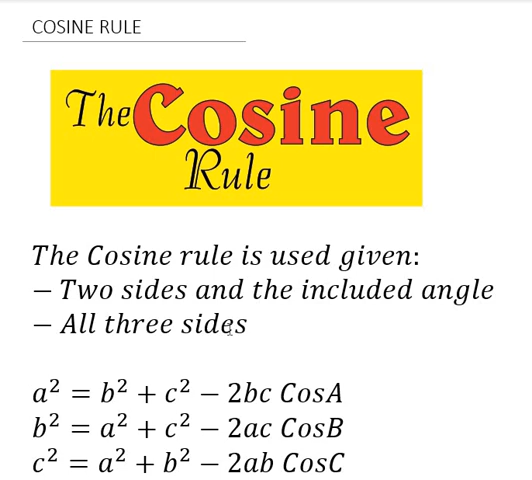 COSINE RULE
The Cosine
Rule
The Cosine rule is used given:
– Two sides and the included angle
– All three sides
a² = b² + c² – 2bc CosA
b² = a² + c² – 2ac CosB
c² = a² + b² – 2ab CosC